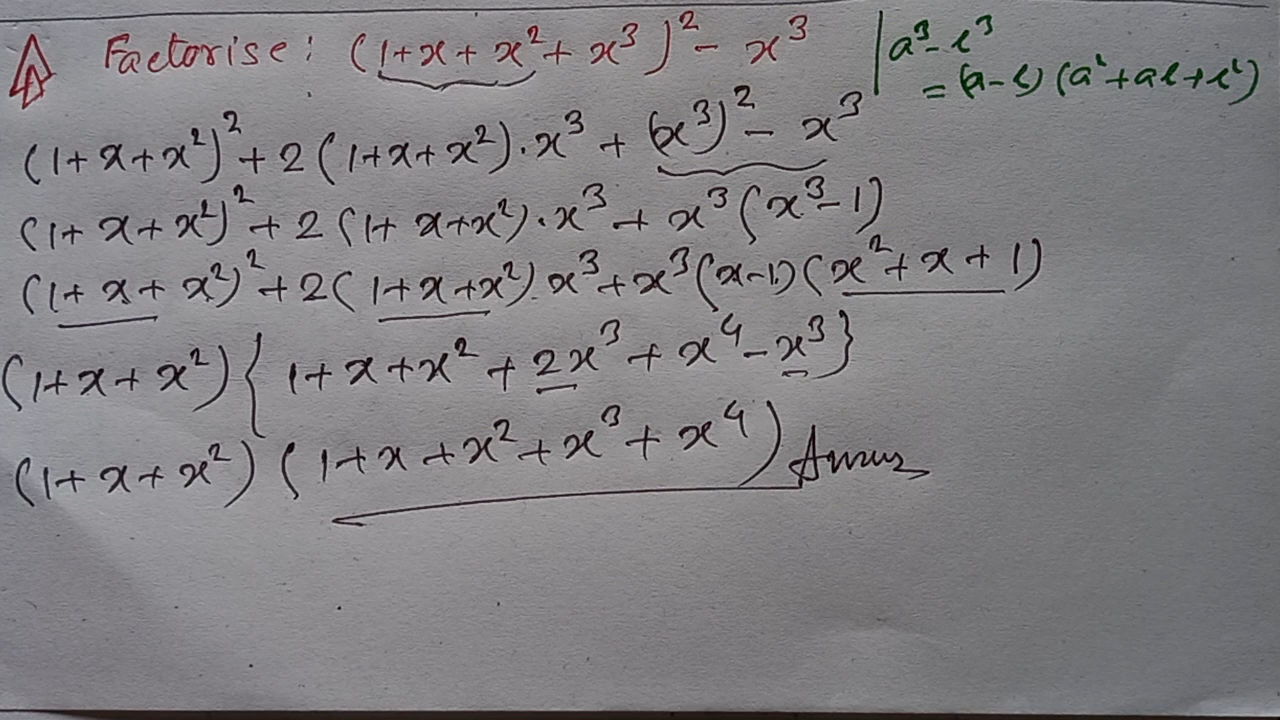 Factorise: (1+x+x²+x³)² - x³
a³-b³
= (a-b)(a²+ab+b²)
(1+x+x²)²+2(1+x+x²).x³ + (x³)² - x³
(1+x+x²)²+2(1+x+x²).x³+x³(x³-1)
(1+x+x²)²+2(1+x+x²).x³+x³(x-1)(x²+x+1)
(1+x+x²){1+x+x²+2x³+x⁴-x³}
(1+x+x²)(1+x+x²+x³+x⁴) Answer